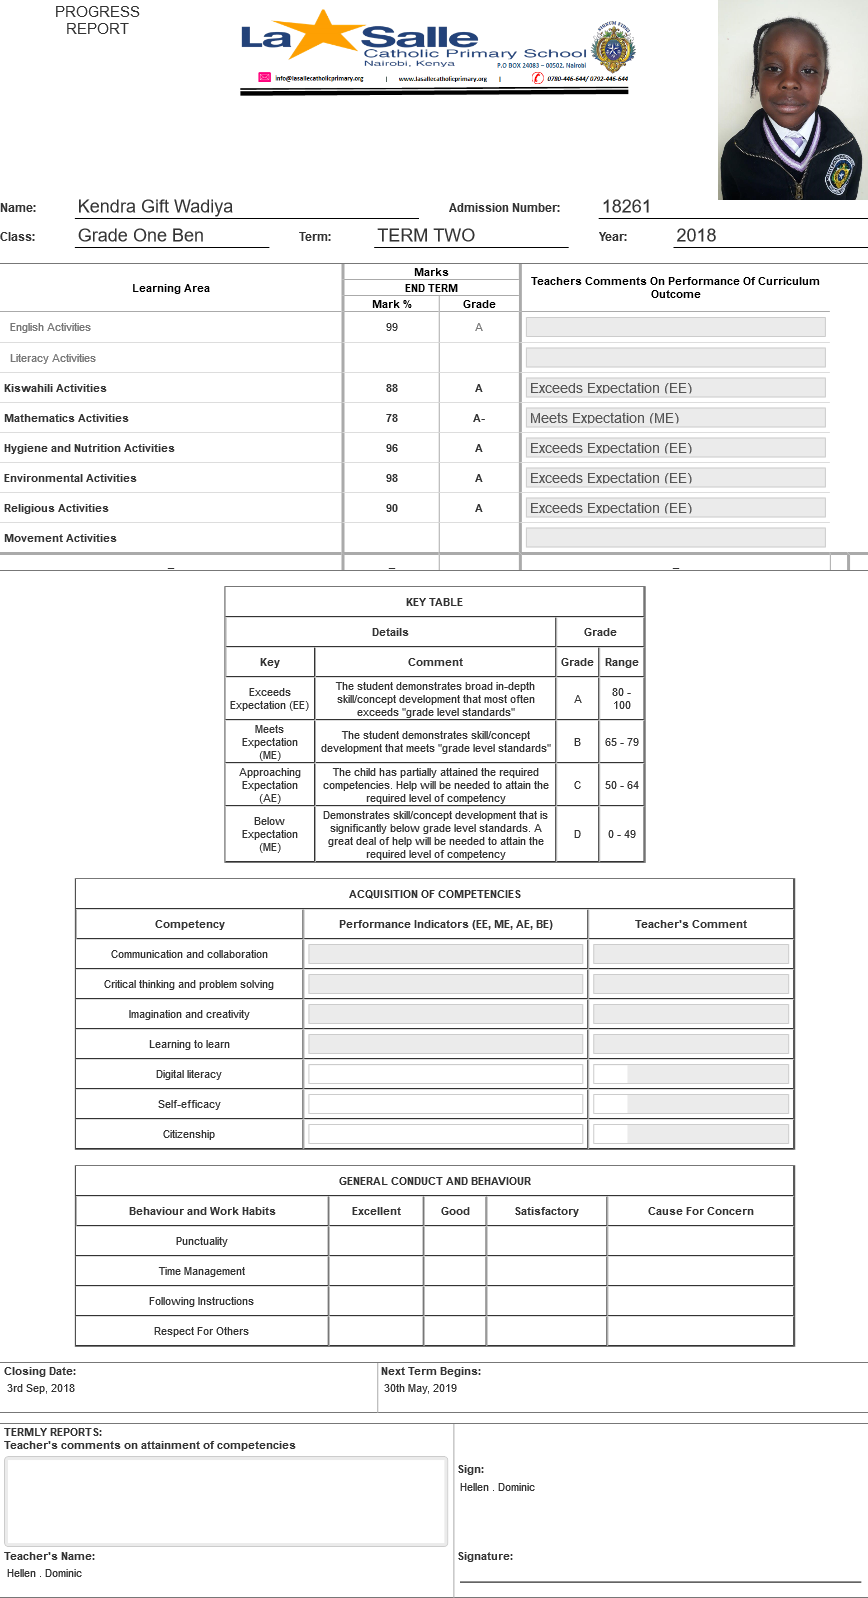 PROGRESS
REPORT
La Salle
Catholic Primary School
Nairobi, Kenya
P.O BOX 24083 – 00502, Nairobi
info@lasallecatholicprimary.org | www.lasallecatholicprimary.org | 0780-446-644/ 0792-446-644
Name: Kendra Gift Wadiya Admission Number: 18261
Class: Grade One Ben Term: TERM TWO Year: 2018
Learning Area Marks Teachers Comments On Performance Of Curriculum Outcome
END TERM
Mark % Grade
English Activities 99 A
Literacy Activities
Kiswahili Activities 88 A Exceeds Expectation (EE)
Mathematics Activities 78 A- Meets Expectation (ME)
Hygiene and Nutrition Activities 96 A Exceeds Expectation (EE)
Environmental Activities 98 A Exceeds Expectation (EE)
Religious Activities 90 A Exceeds Expectation (EE)
Movement Activities
_ _ _
KEY TABLE
Details Grade
Key Comment Grade Range
Exceeds Expectation (EE) The student demonstrates broad in-depth skill/concept development that most often exceeds "grade level standards" A 80 - 100
Meets Expectation (ME) The student demonstrates skill/concept development that meets "grade level standards" B 65 - 79
Approaching Expectation (AE) The child has partially attained the required competencies. Help will be needed to attain the required level of competency C 50 - 64
Below Expectation (ME) Demonstrates skill/concept development that is significantly below grade level standards. A great deal of help will be needed to attain the required level of competency D 0 - 49
ACQUISITION OF COMPETENCIES
Competency Performance Indicators (EE, ME, AE, BE) Teacher's Comment
Communication and collaboration
Critical thinking and problem solving
Imagination and creativity
Learning to learn
Digital literacy
Self-efficacy
Citizenship
GENERAL CONDUCT AND BEHAVIOUR
Behaviour and Work Habits Excellent Good Satisfactory Cause For Concern
Punctuality
Time Management
Following Instructions
Respect For Others
Closing Date: Next Term Begins:
3rd Sep, 2018 30th May, 2019
TERMLY REPORTS:
Teacher's comments on attainment of competencies
Sign:
Hellen . Dominic
Teacher's Name: Signature:
Hellen . Dominic